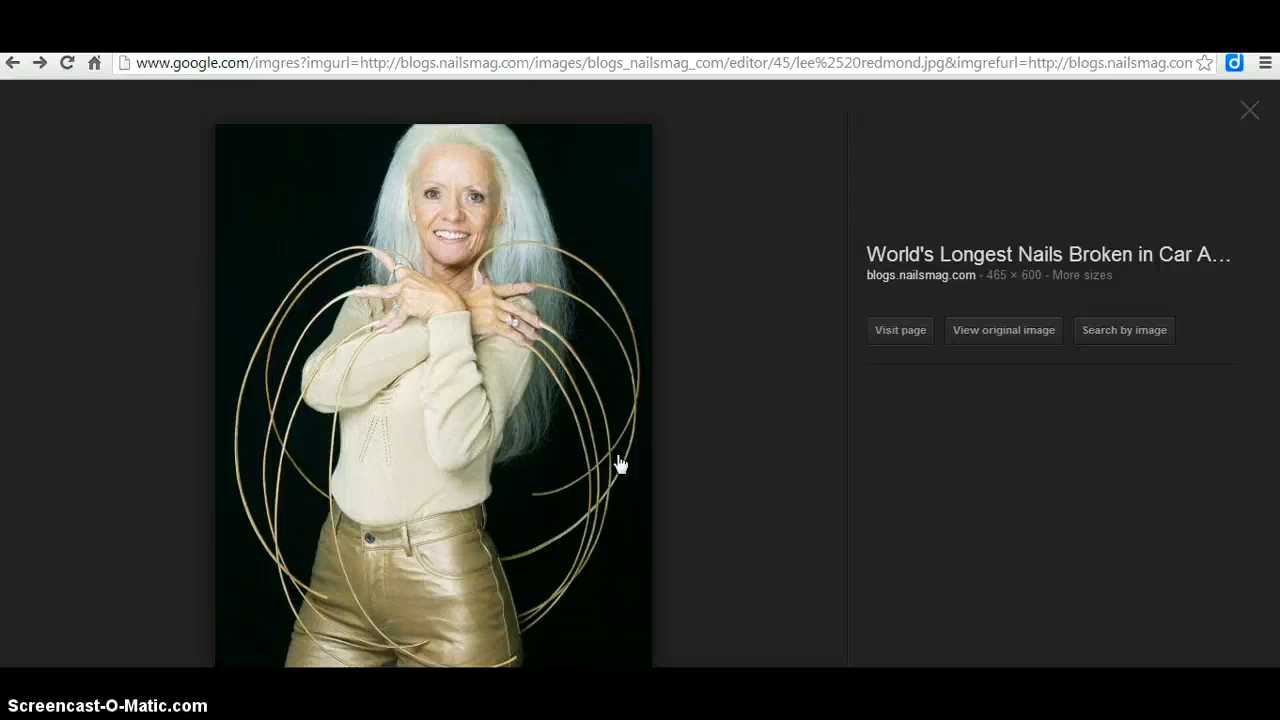 www.google.com/imgres?imgurl=http://blogs.nailsmag.com/images/blogs_nailsmag_com/editor/45/lee%2520redmond.jpg&imgrefurl=http://blogs.nailsmag.com
World's Longest Nails Broken in Car A...
blogs.nailsmag.com - 465 × 600 - More sizes
Visit page View original image Search by image
Screencast-O-Matic.com